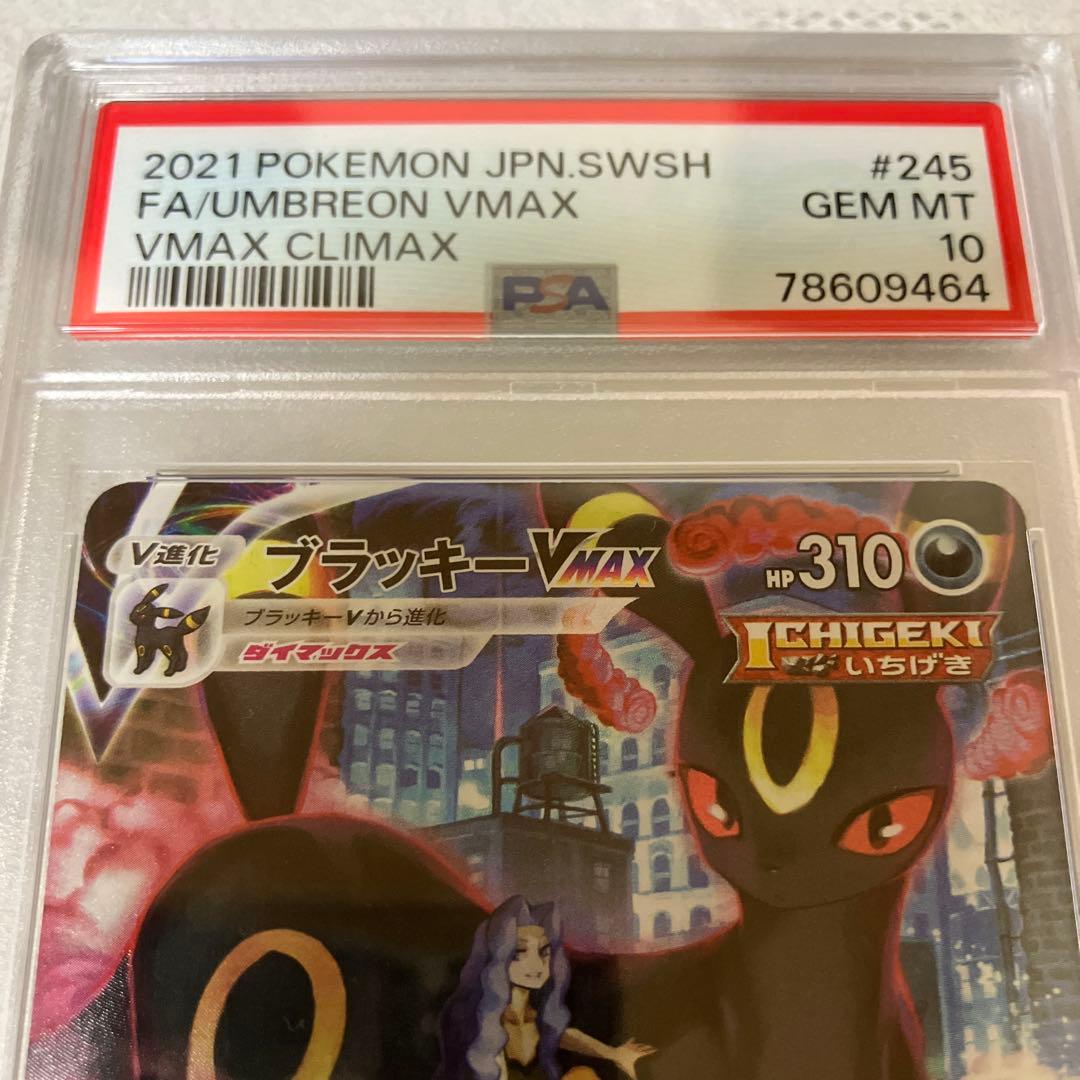 2021 POKEMON JPN.SWSH #245
FA/UMBREON VMAX GEM MT
VMAX CLIMAX 10
PSA 78609464
V進化 ブラッキーVMAX HP310
ブラッキーVから進化
ダイマックス
ICHIGEKI
いちげき